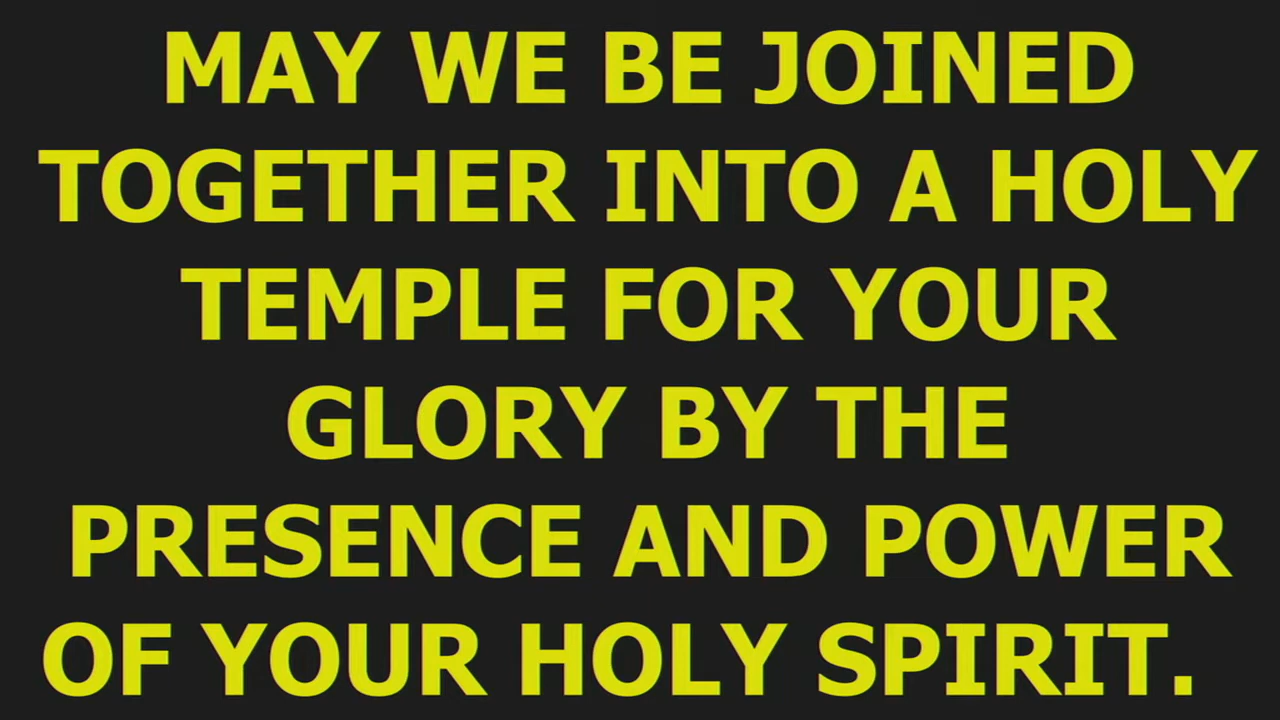 MAY WE BE JOINED
TOGETHER INTO A HOLY
TEMPLE FOR YOUR
GLORY BY THE
PRESENCE AND POWER
OF YOUR HOLY SPIRIT.